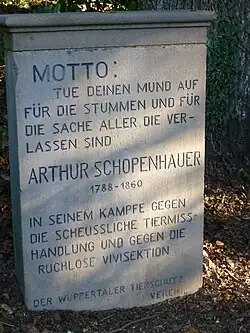 MOTTO:
TUE DEINEN MUND AUF
FÜR DIE STUMMEN UND FÜR
DIE SACHE ALLER, DIE VER-
LASSEN SIND
ARTHUR SCHOPENHAUER
1788-1860
IN SEINEM KAMPFE GEGEN
DIE SCHEUSSLICHE TIERMISS-
HANDLUNG UND GEGEN DIE
RUCHLOSE VIVISEKTION
DER WUPPERTALER TIERSCHUTZ
VEREIN